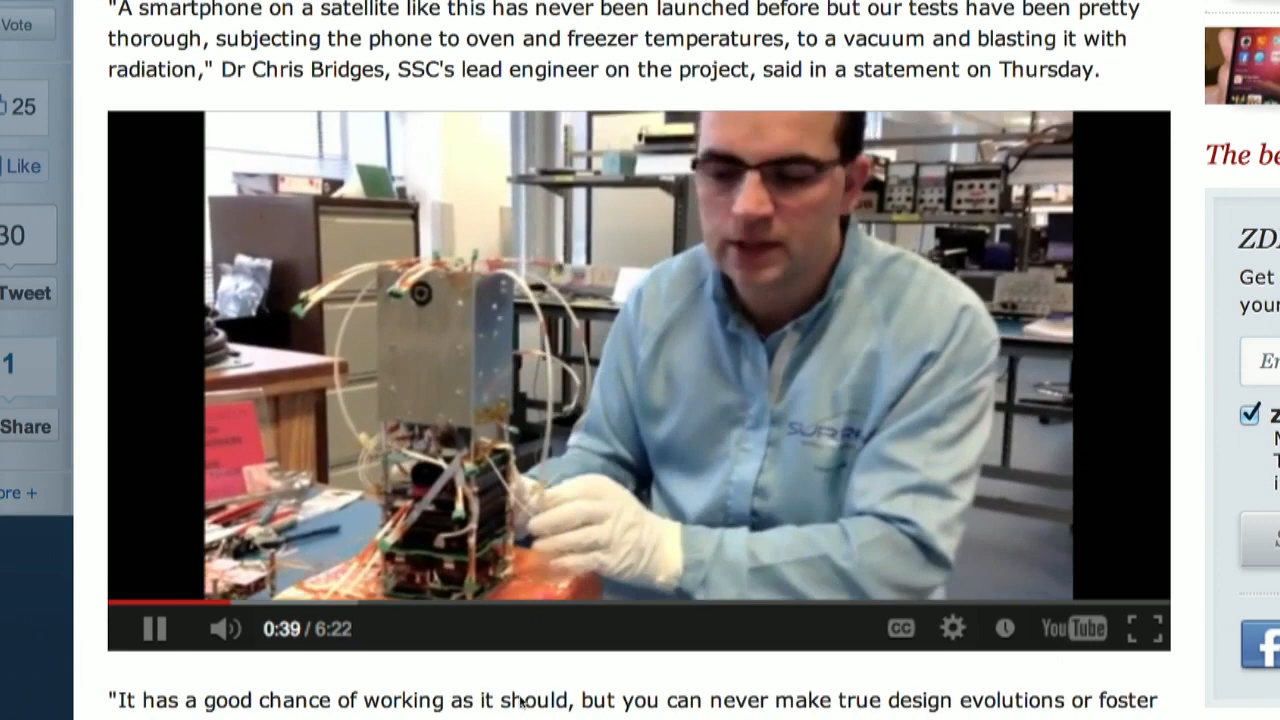 "A smartphone on a satellite like this has never been launched before but our tests have been pretty
thorough, subjecting the phone to oven and freezer temperatures, to a vacuum and blasting it with
radiation," Dr Chris Bridges, SSC's lead engineer on the project, said in a statement on Thursday.
Vote
25
Like
30
Tweet
1
Share
ore +
SURREY
0:39 / 6:22
CC
YouTube
"It has a good chance of working as it should, but you can never make true design evolutions or foster
The be
ZD
Get
your
En
Z
N
T
i
S
f